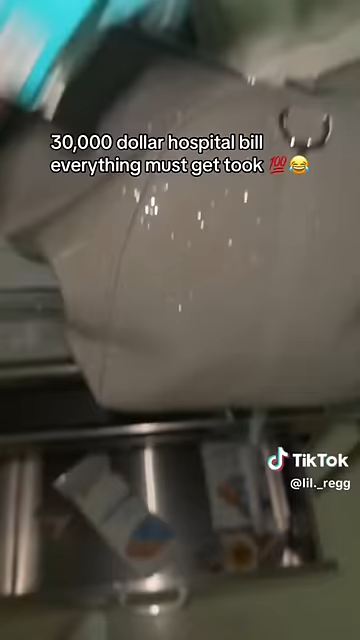 30,000 dollar hospital bill
everything must get took 💯😂
TikTok
@lil._regg